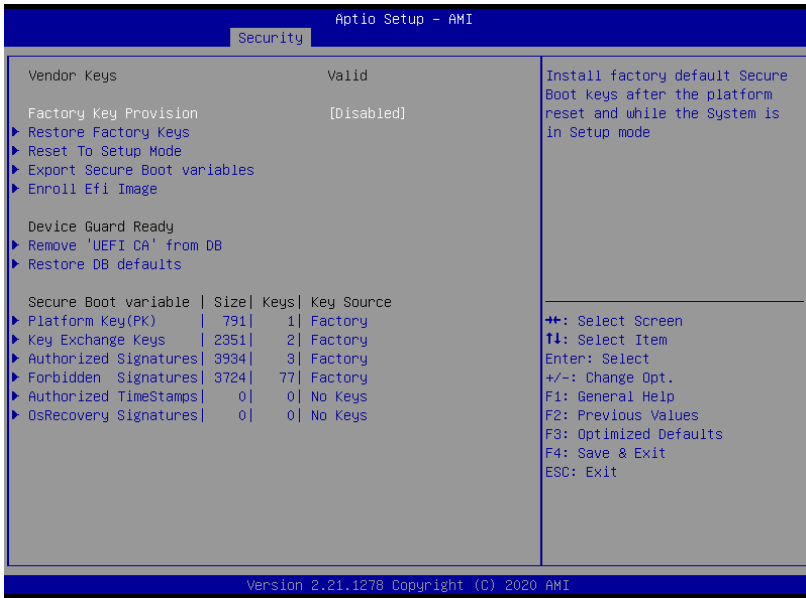 Aptio Setup – AMI
Security
Vendor Keys Valid
Factory Key Provision [Disabled]
Restore Factory Keys
Reset To Setup Mode
Export Secure Boot variables
Enroll Efi Image
Device Guard Ready
Remove 'UEFI CA' from DB
Restore DB defaults
Secure Boot variable | Size| Keys| Key Source
Platform Key(PK) | 791| 1| Factory
Key Exchange Keys | 2351| 2| Factory
Authorized Signatures| 3934| 3| Factory
Forbidden Signatures| 3724| 77| Factory
Authorized TimeStamps| 0| 0| No Keys
OsRecovery Signatures| 0| 0| No Keys
Install factory default Secure
Boot keys after the platform
reset and while the System is
in Setup mode
→←: Select Screen
↑↓: Select Item
Enter: Select
+/-: Change Opt.
F1: General Help
F2: Previous Values
F3: Optimized Defaults
F4: Save & Exit
ESC: Exit
Version 2.21.1278 Copyright (C) 2020 AMI